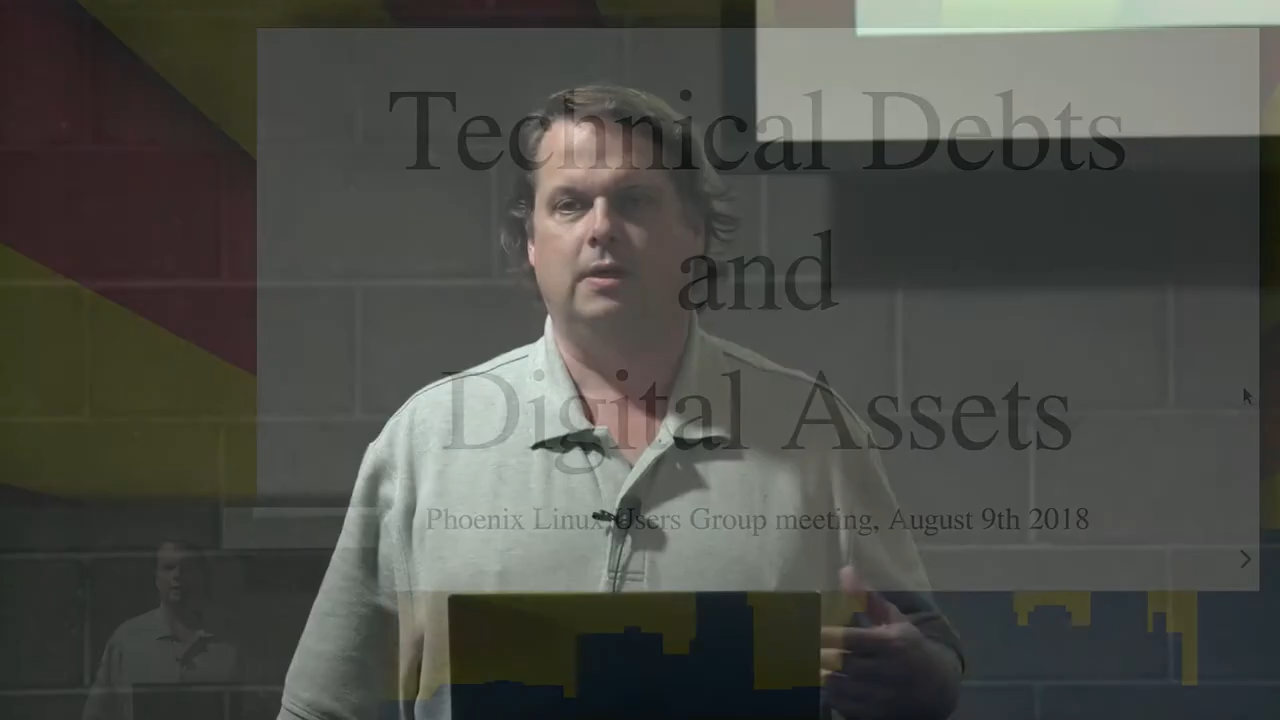 Technical Debts
and
Digital Assets
Phoenix Linux Users Group meeting, August 9th 2018